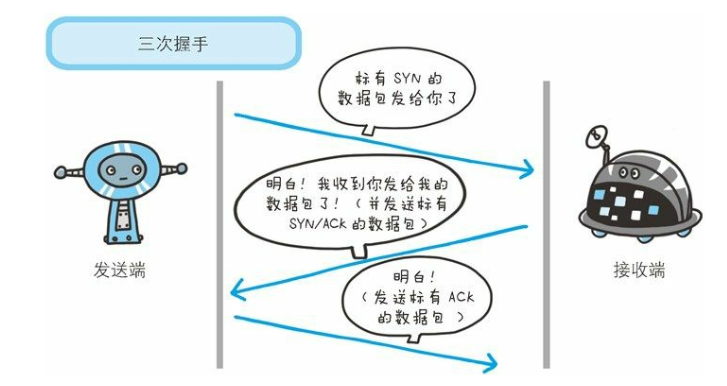 三次握手
标有 SYN 的
数据包发给你了
明白！我收到你发给我的
数据包了！（并发送标有
SYN/ACK 的数据包）
明白！
（发送标有 ACK
的数据包 ）
发送端
接收端